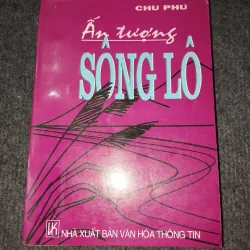 CHU PHÚ
Ấn tượng
SÔNG LÔ
NHÀ XUẤT BẢN VĂN HÓA THÔNG TIN